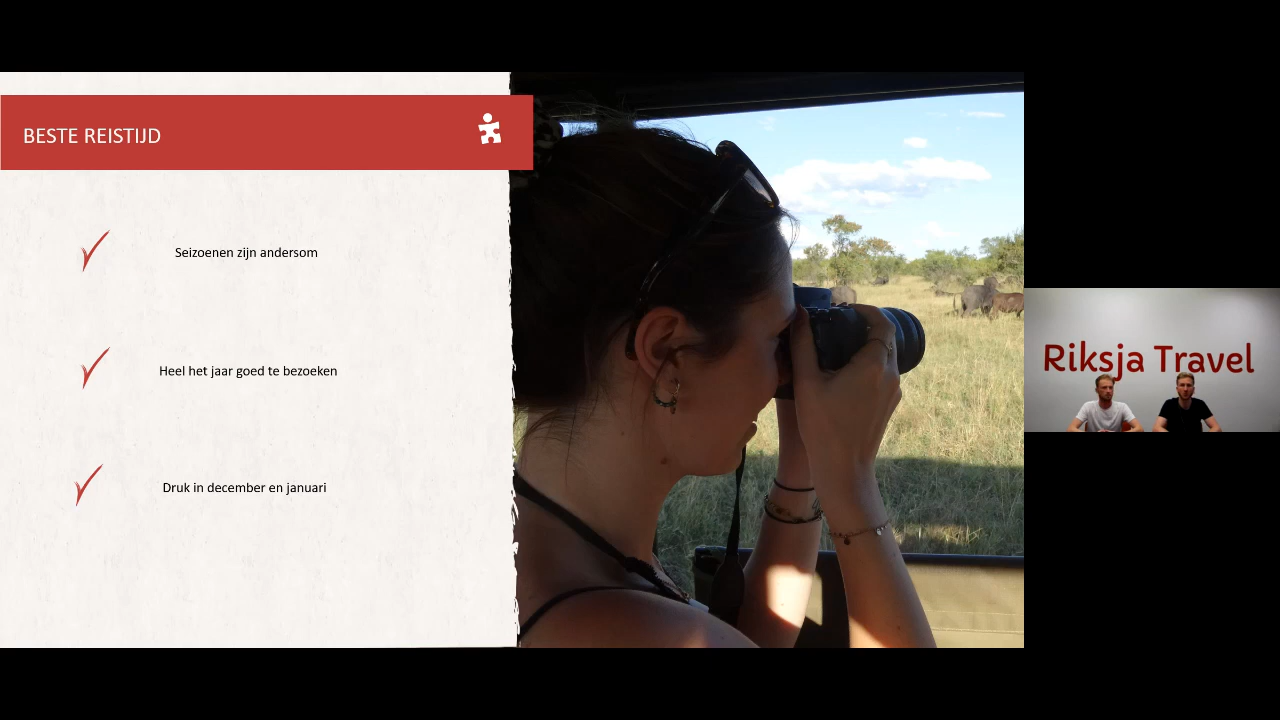 BESTE REISTIJD
Seizoenen zijn andersom
Heel het jaar goed te bezoeken
Druk in december en januari
Riksja Travel